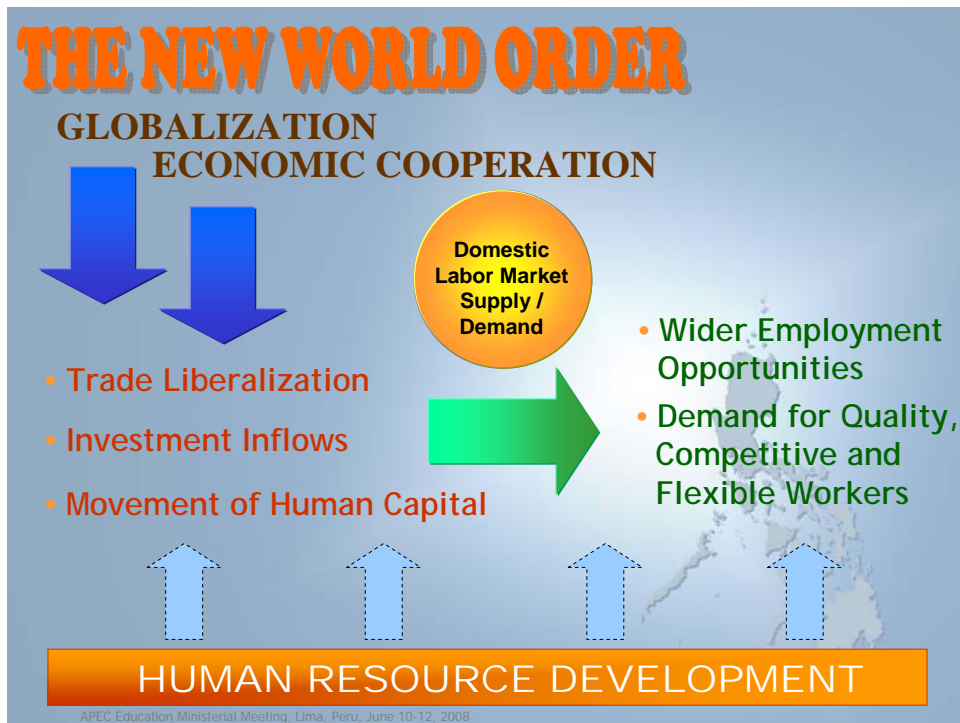 THE NEW WORLD ORDER
GLOBALIZATION
ECONOMIC COOPERATION
Domestic
Labor Market
Supply /
Demand
• Trade Liberalization
• Investment Inflows
• Movement of Human Capital
• Wider Employment
Opportunities
• Demand for Quality,
Competitive and
Flexible Workers
HUMAN RESOURCE DEVELOPMENT
APEC Education Ministerial Meeting, Lima, Peru, June 10-12, 2008